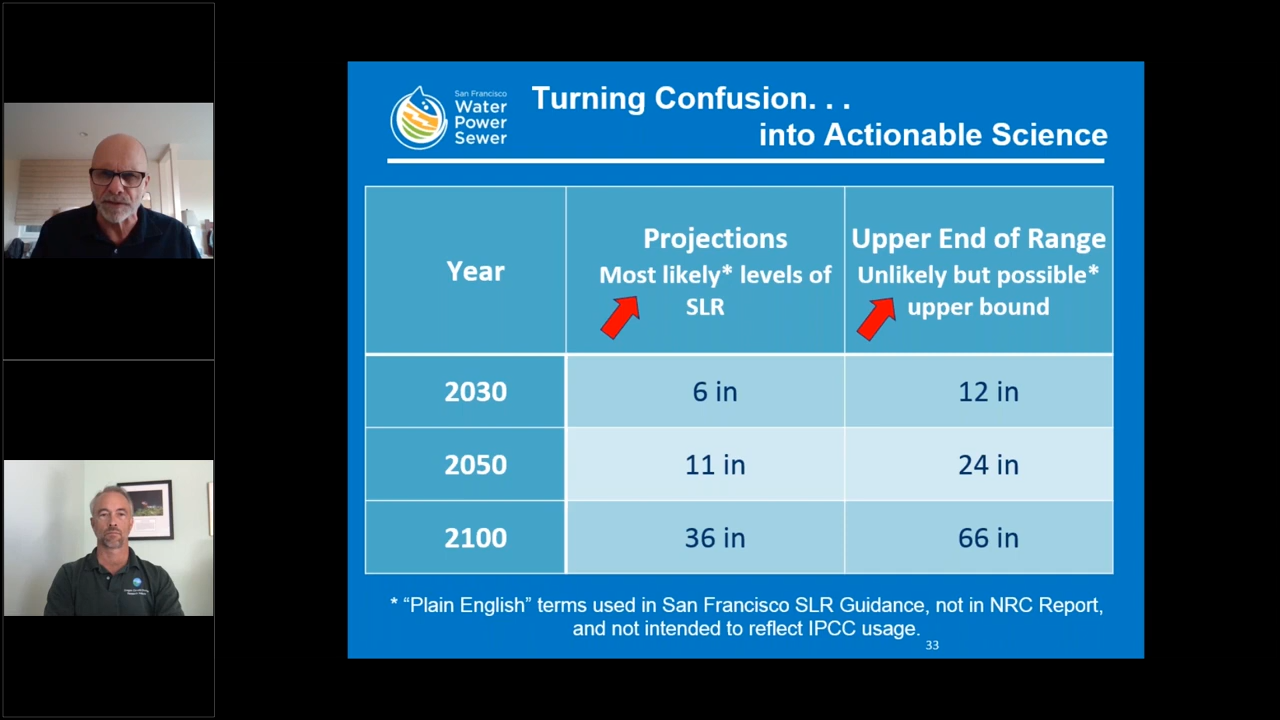 San Francisco
Water
Power
Sewer
Turning Confusion. . .
into Actionable Science
Year
Projections
Most likely* levels of
SLR
Upper End of Range
Unlikely but possible*
upper bound
2030
6 in
12 in
2050
11 in
24 in
2100
36 in
66 in
* “Plain English” terms used in San Francisco SLR Guidance, not in NRC Report,
and not intended to reflect IPCC usage.
33